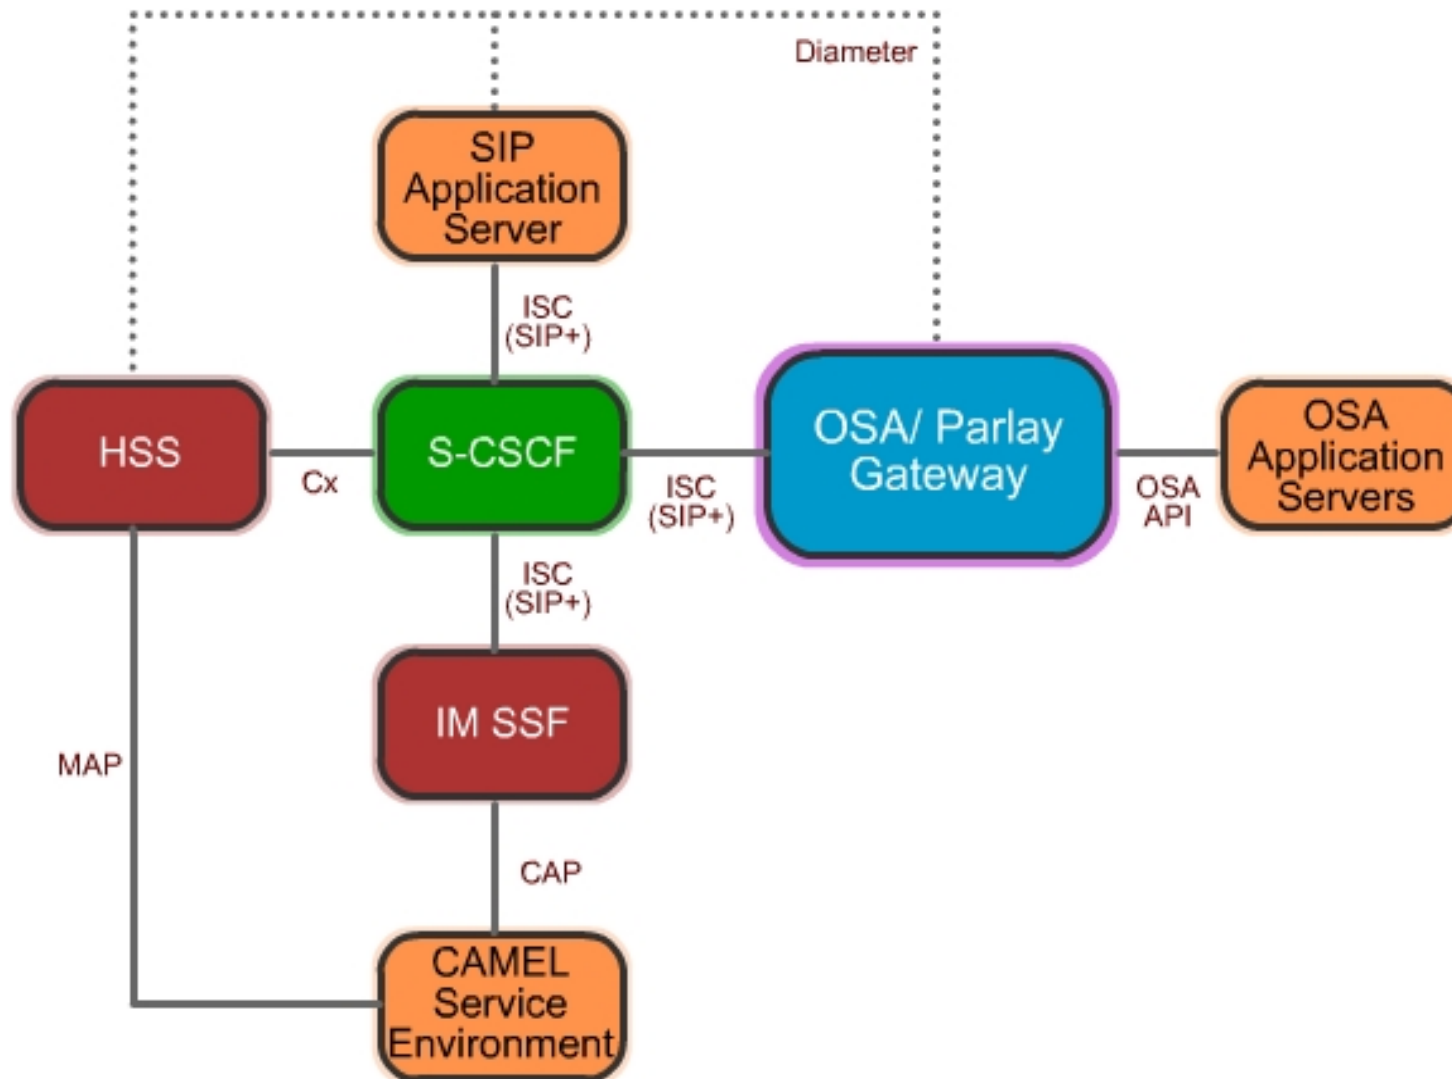 Diameter
SIP
Application
Server
ISC
(SIP+)
HSS
Cx
S-CSCF
ISC
(SIP+)
OSA/ Parlay
Gateway
OSA
API
OSA
Application
Servers
ISC
(SIP+)
IM SSF
MAP
CAP
CAMEL
Service
Environment